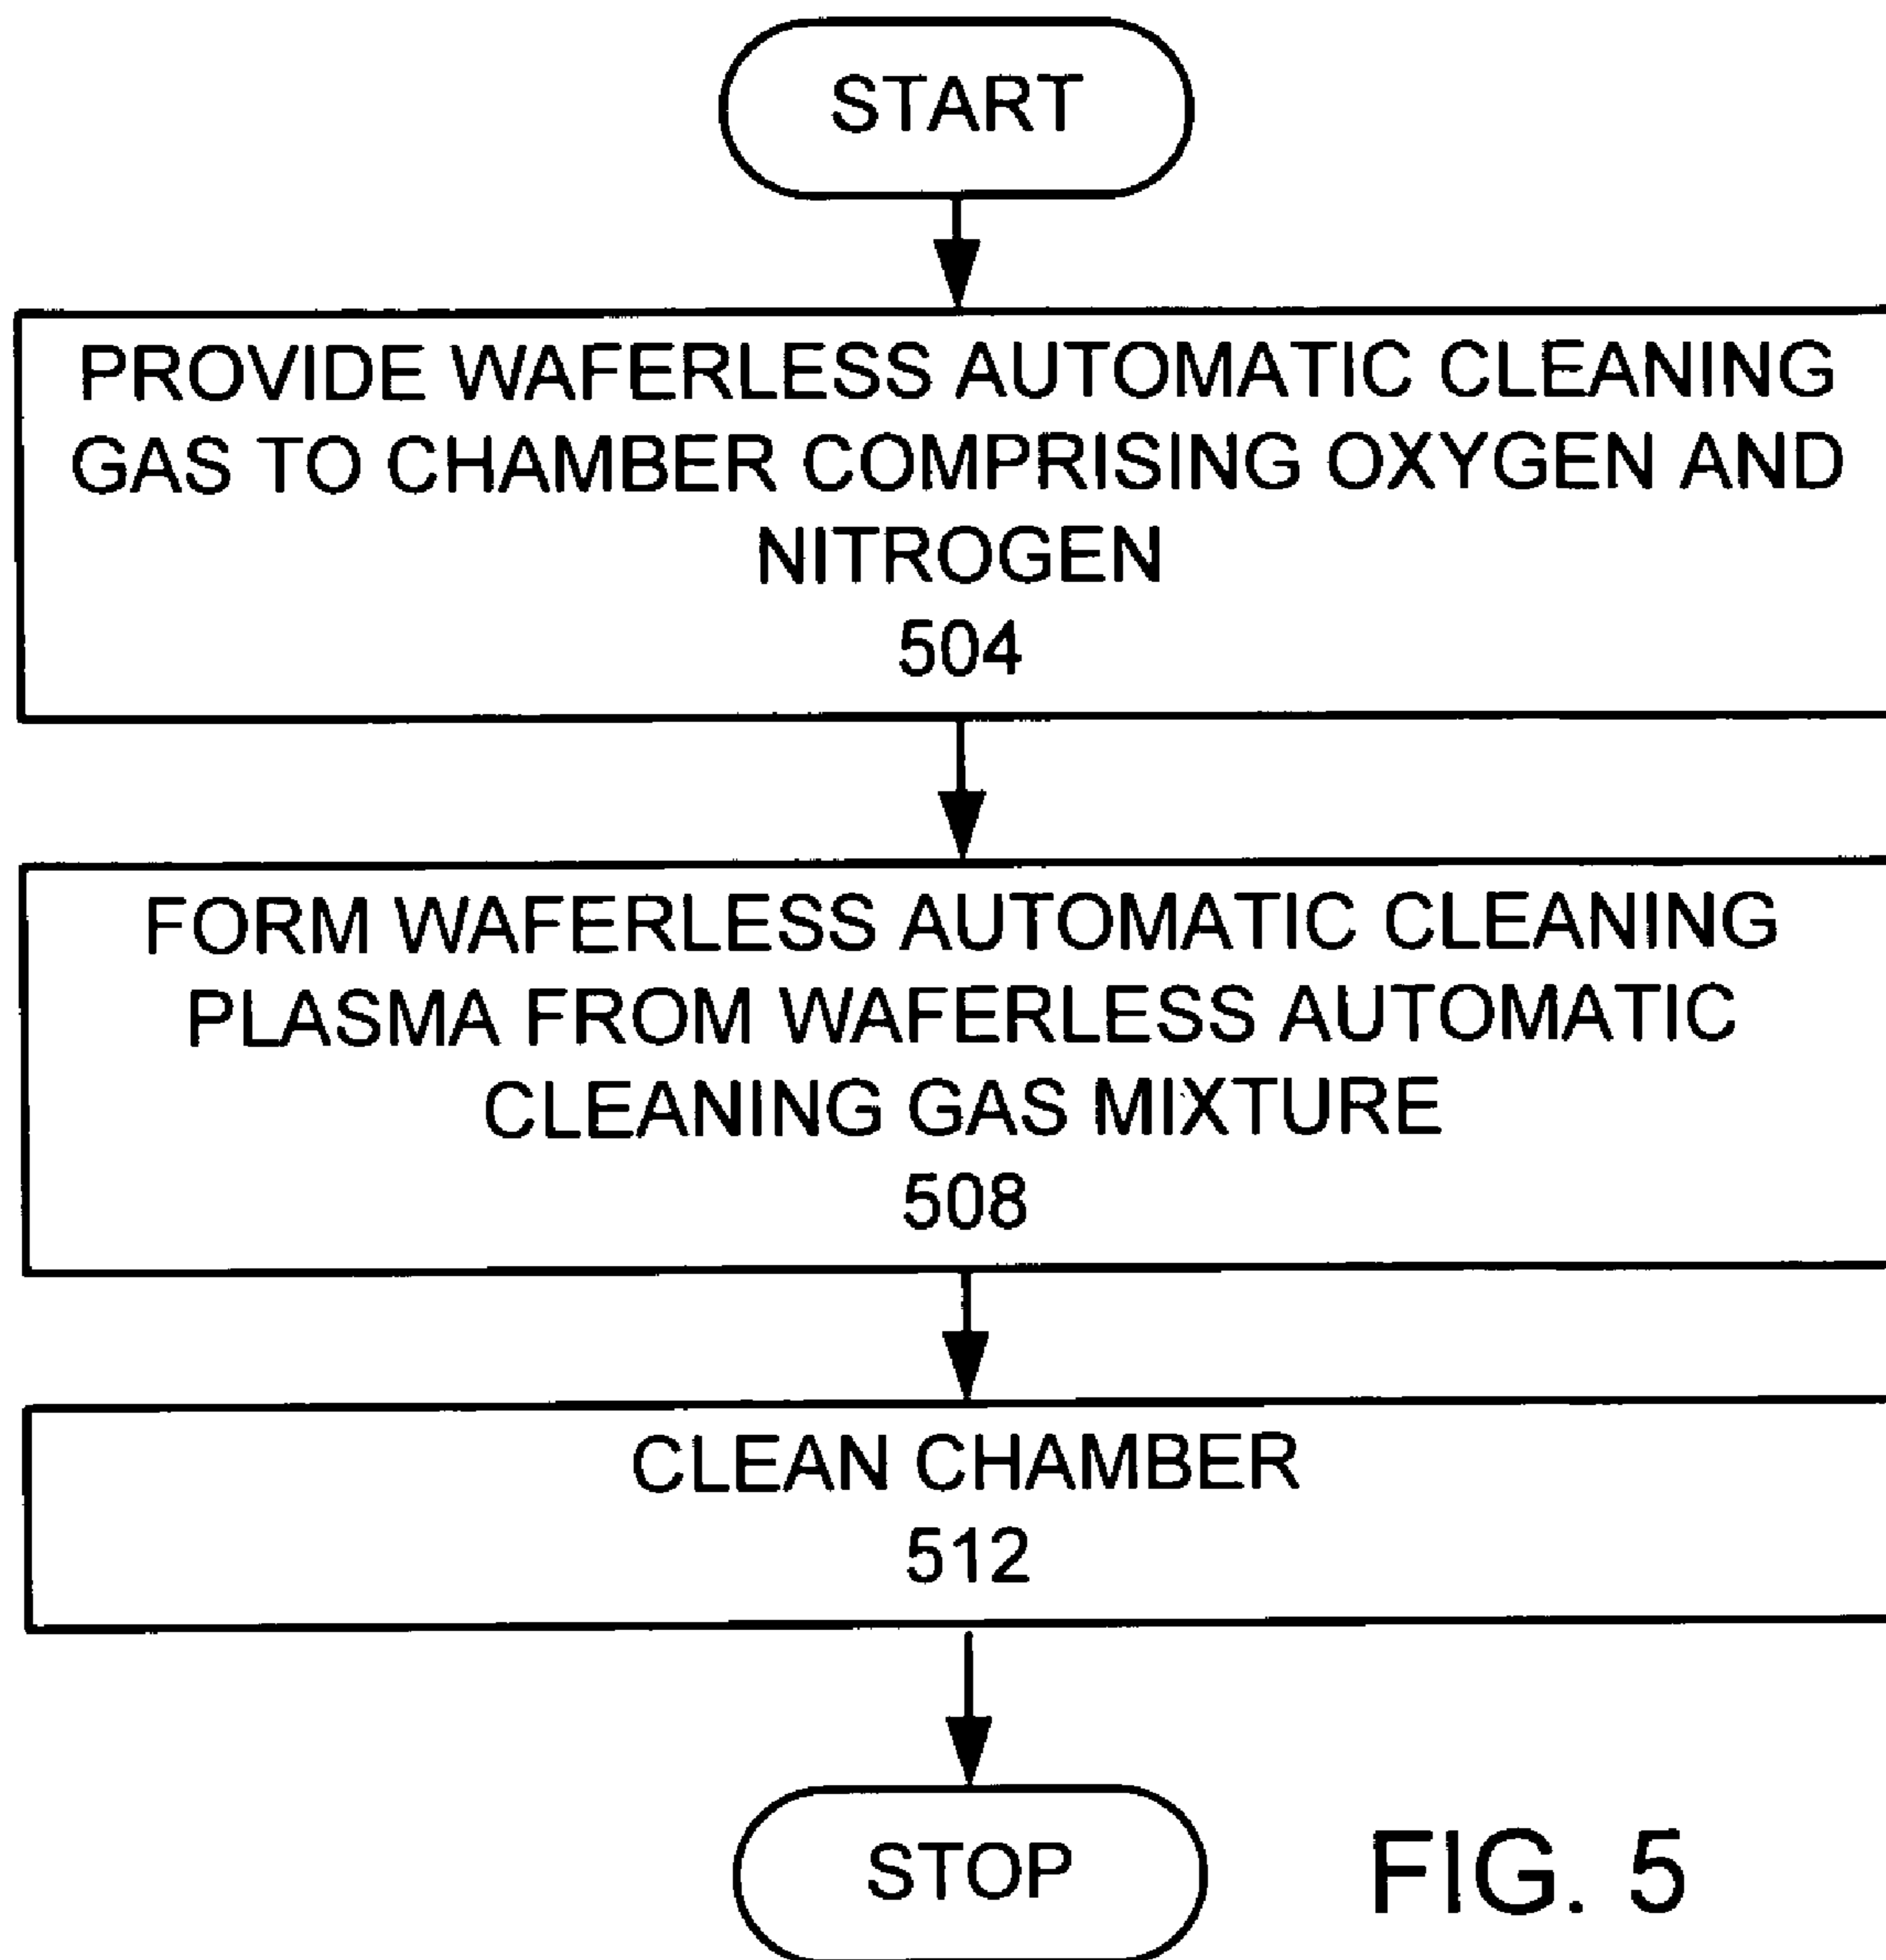 START
PROVIDE WAFERLESS AUTOMATIC CLEANING
GAS TO CHAMBER COMPRISING OXYGEN AND
NITROGEN
504
FORM WAFERLESS AUTOMATIC CLEANING
PLASMA FROM WAFERLESS AUTOMATIC
CLEANING GAS MIXTURE
508
CLEAN CHAMBER
512
STOP
FIG. 5